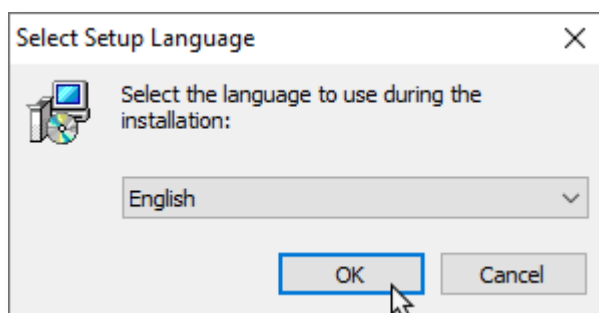 Select Setup Language
Select the language to use during the
installation:
English
OK
Cancel